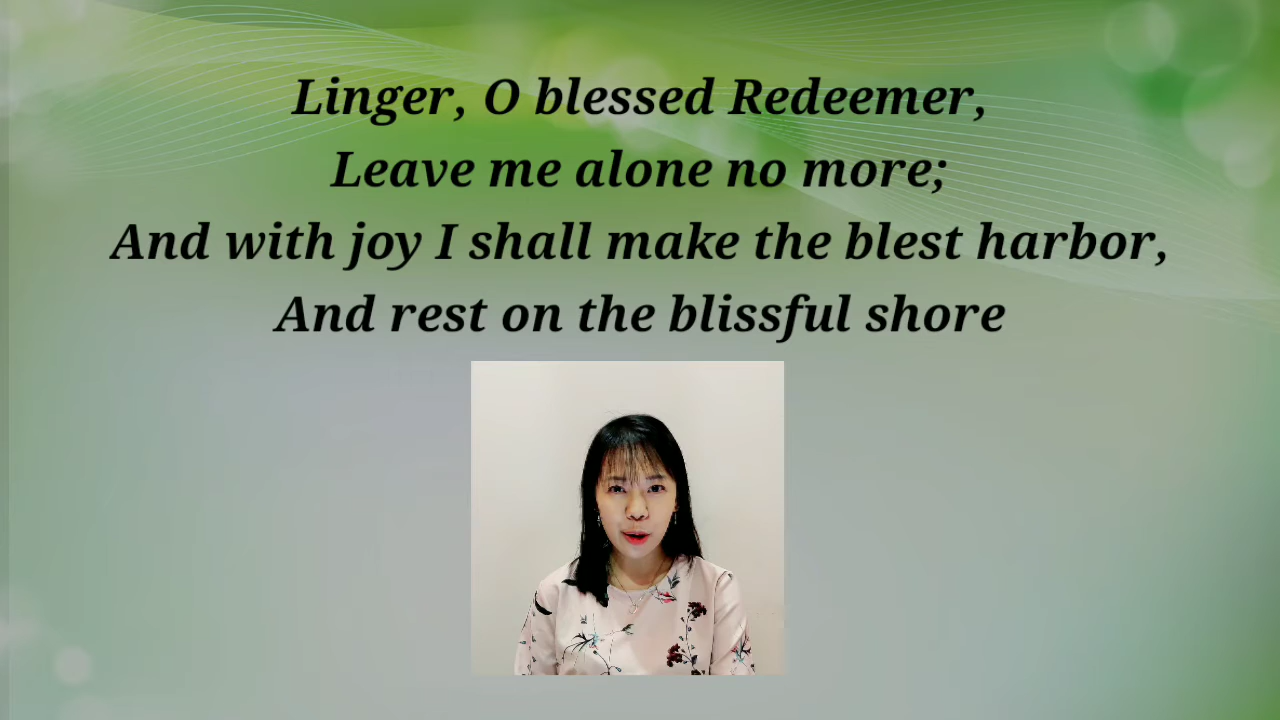 Linger, O blessed Redeemer,
Leave me alone no more;
And with joy I shall make the blest harbor,
And rest on the blissful shore